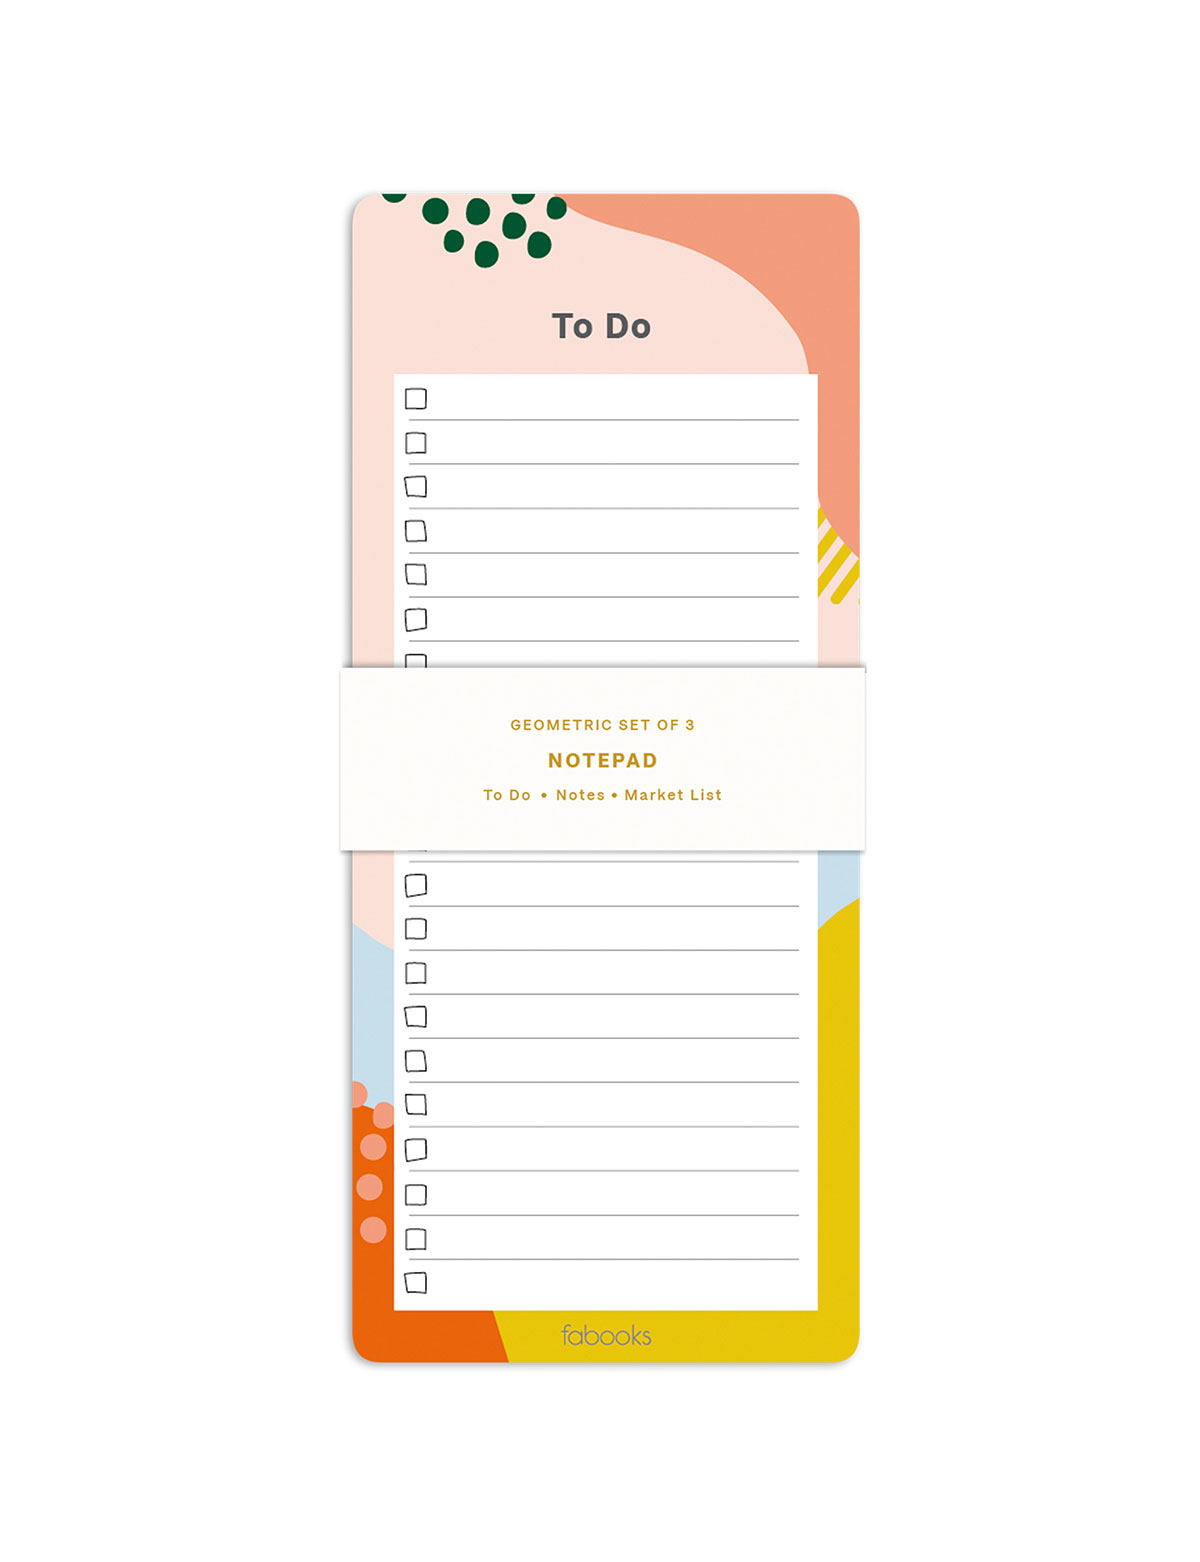 To Do
GEOMETRIC SET OF 3
NOTEPAD
To Do • Notes • Market List
fabooks